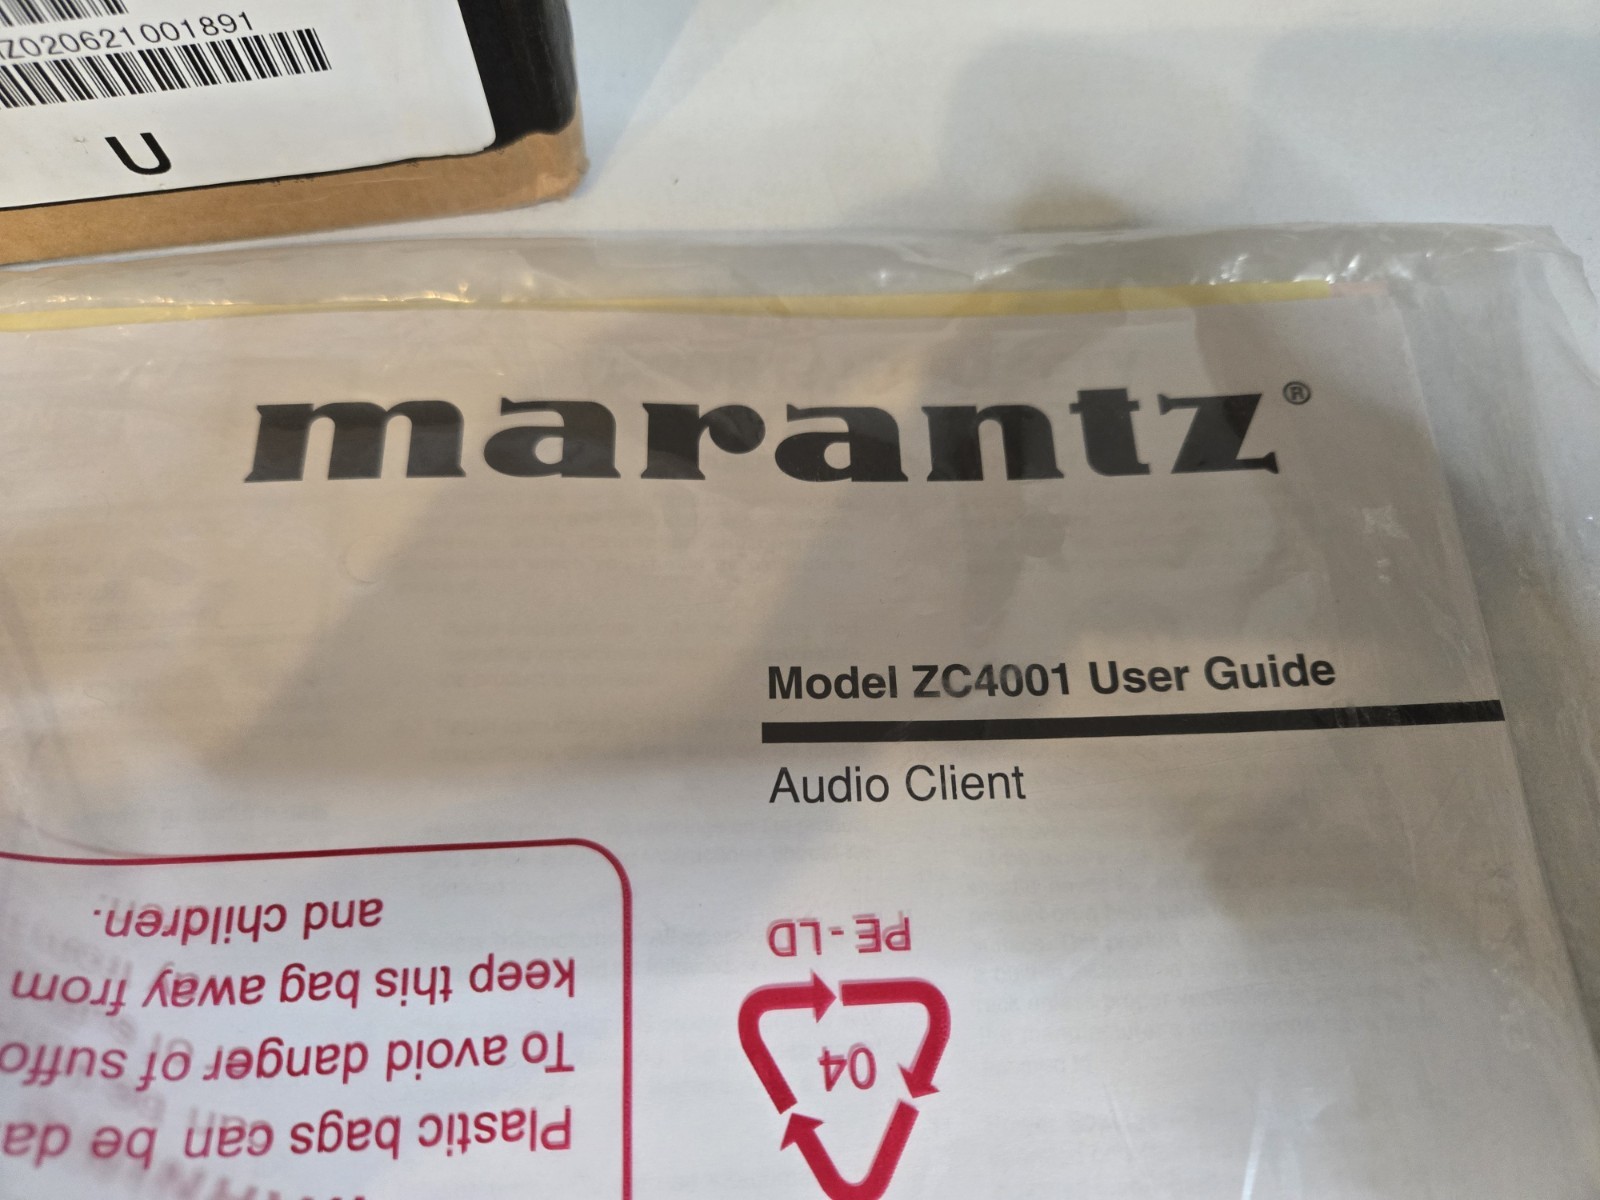 Z020621001891
U
marantz®
Model ZC4001 User Guide
Audio Client
PE-LD
04
Plastic bags can be
To avoid danger of
keep this bag away from
and children.